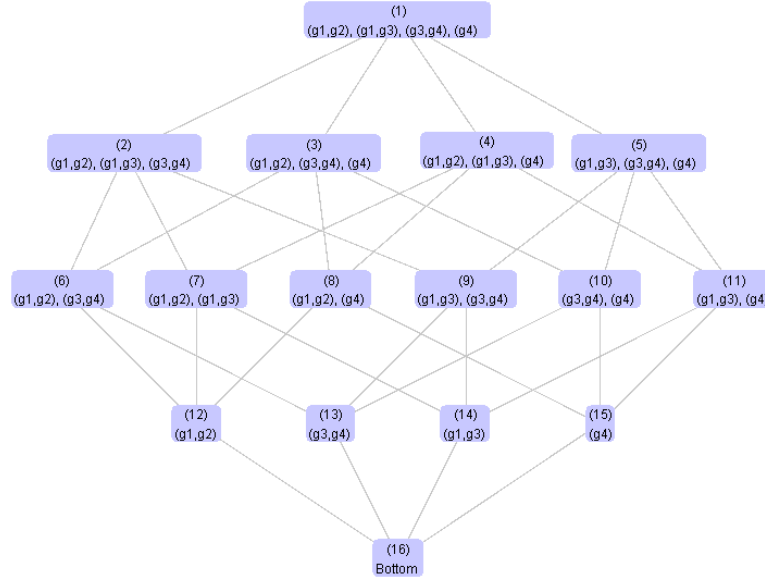 (1)
(g1,g2), (g1,g3), (g3,g4), (g4)
(2)
(g1,g2), (g1,g3), (g3,g4)
(3)
(g1,g2), (g3,g4), (g4)
(4)
(g1,g2), (g1,g3), (g4)
(5)
(g1,g3), (g3,g4), (g4)
(6)
(g1,g2), (g3,g4)
(7)
(g1,g2), (g1,g3)
(8)
(g1,g2), (g4)
(9)
(g1,g3), (g3,g4)
(10)
(g3,g4), (g4)
(11)
(g1,g3), (g4
(12)
(g1,g2)
(13)
(g3,g4)
(14)
(g1,g3)
(15)
(g4)
(16)
Bottom